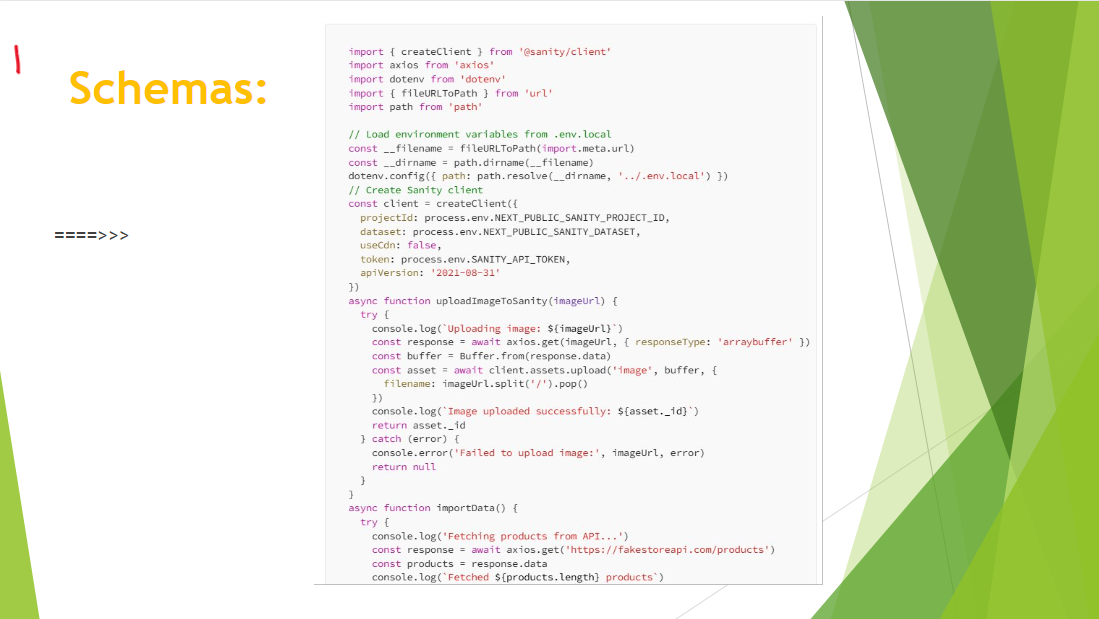 Schemas:
====>>>
import { createClient } from '@sanity/client'
import axios from 'axios'
import dotenv from 'dotenv'
import { fileURLToPath } from 'url'
import path from 'path'

// Load environment variables from .env.local
const __filename = fileURLToPath(import.meta.url)
const __dirname = path.dirname(__filename)
dotenv.config({ path: path.resolve(__dirname, '../.env.local') })
// Create Sanity client
const client = createClient({
  projectId: process.env.NEXT_PUBLIC_SANITY_PROJECT_ID,
  dataset: process.env.NEXT_PUBLIC_SANITY_DATASET,
  useCdn: false,
  token: process.env.SANITY_API_TOKEN,
  apiVersion: '2021-08-31'
})
async function uploadImageToSanity(imageUrl) {
  try {
    console.log(`Uploading image: ${imageUrl}`)
    const response = await axios.get(imageUrl, { responseType: 'arraybuffer' })
    const buffer = Buffer.from(response.data)
    const asset = await client.assets.upload('image', buffer, {
      filename: imageUrl.split('/').pop()
    })
    console.log(`Image uploaded successfully: ${asset._id}`)
    return asset._id
  } catch (error) {
    console.error('Failed to upload image:', imageUrl, error)
    return null
  }
}
async function importData() {
  try {
    console.log('Fetching products from API...')
    const response = await axios.get('https://fakestoreapi.com/products')
    const products = response.data
    console.log(`Fetched ${products.length} products`)